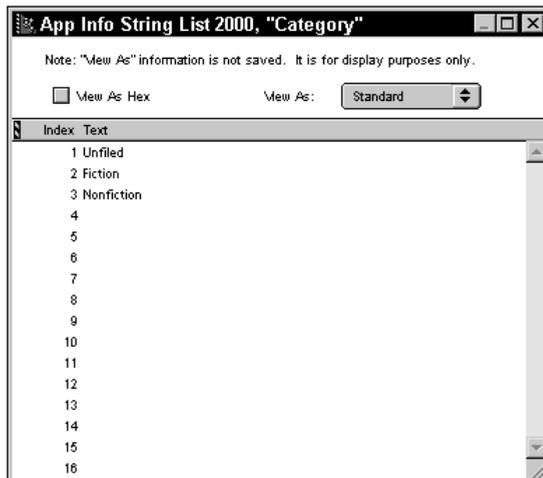 App Info String List 2000, "Category"
Note: "View As" information is not saved. It is for display purposes only.
View As Hex View As: Standard
Index Text
1 Unfiled
2 Fiction
3 Nonfiction
4
5
6
7
8
9
10
11
12
13
14
15
16